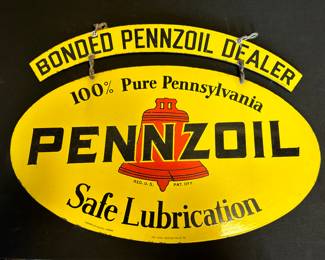 BONDED PENNZOIL DEALER
100% Pure Pennsylvania
PENNZOIL
REG. U.S. PAT. OFF.
Safe Lubrication